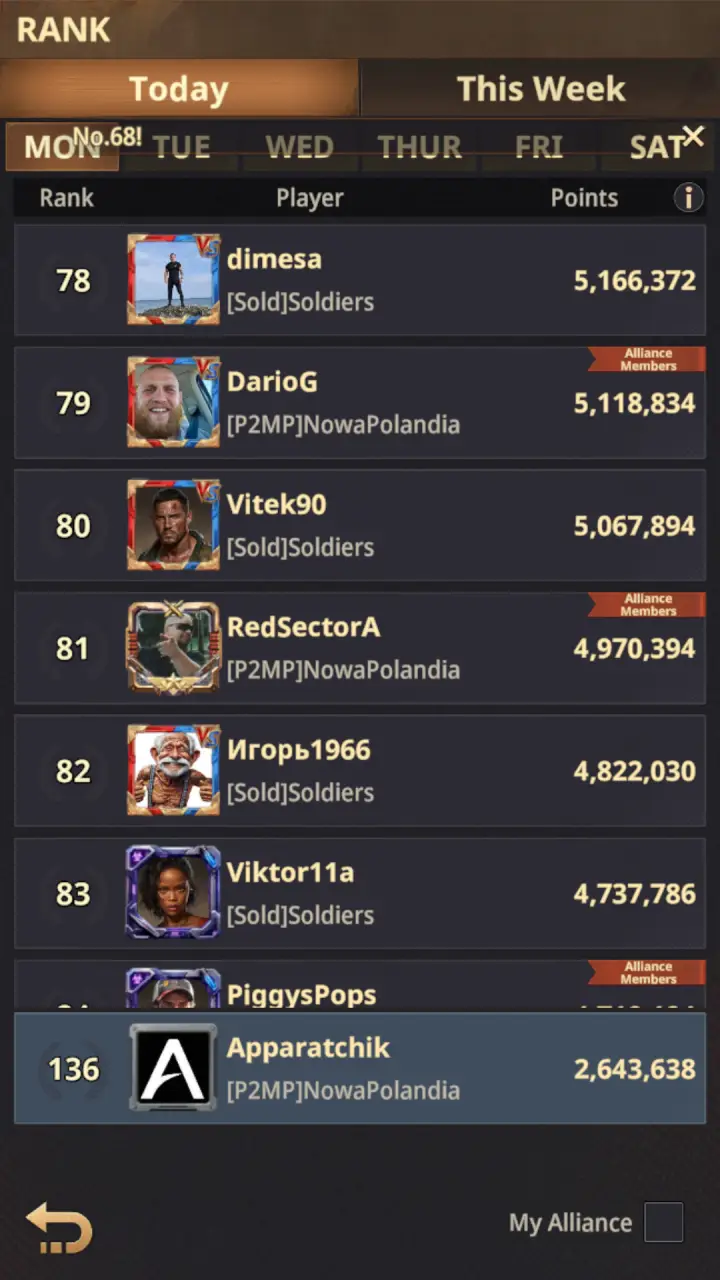 RANK
Today
This Week
MON
No.68!
TUE
WED
THUR
FRI
SAT
Rank
Player
Points
78
dimesa
[Sold]Soldiers
5,166,372
Alliance
Members
79
DarioG
[P2MP]NowaPolandia
5,118,834
80
Vitek90
[Sold]Soldiers
5,067,894
Alliance
Members
81
RedSectorA
[P2MP]NowaPolandia
4,970,394
82
Игорь1966
[Sold]Soldiers
4,822,030
83
Viktor11a
[Sold]Soldiers
4,737,786
Alliance
Members
PiggysPops
136
Apparatchik
[P2MP]NowaPolandia
2,643,638
My Alliance